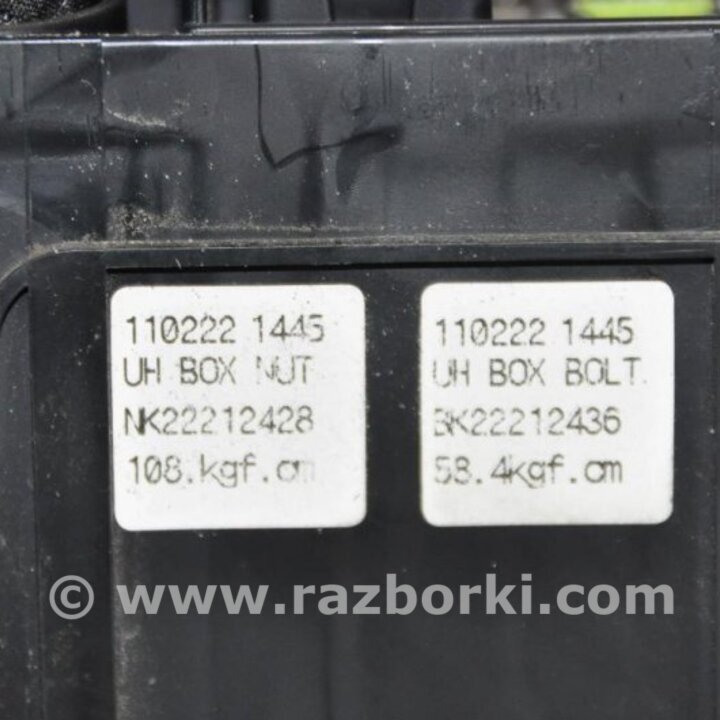 110222 1445
UH BOX NUT
NK22212428
108.kgf.cm
110222 1445
UH BOX BOLT.
BK22212436
58.4kgf.cm
© www.razborki.com